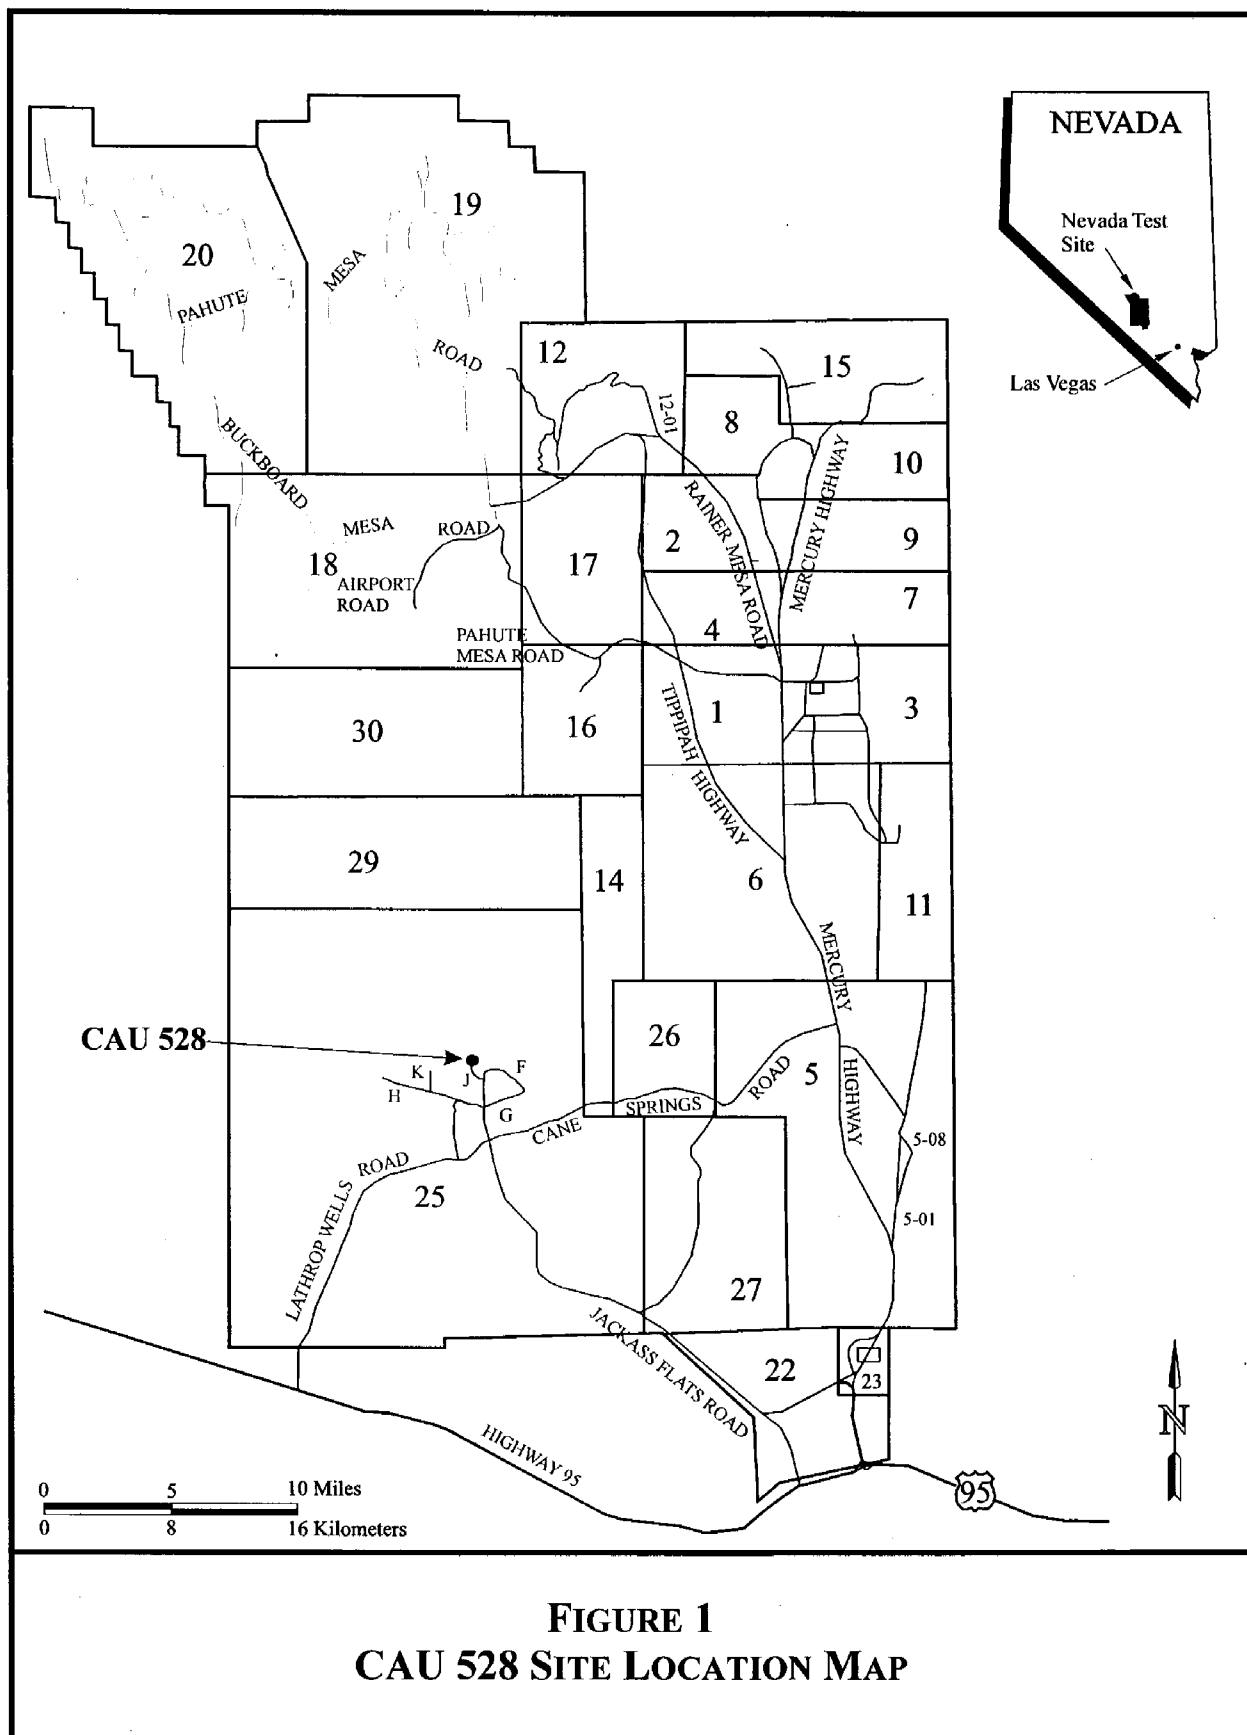 NEVADA
Nevada Test
Site
Las Vegas
19
20
PAHUTE
MESA
ROAD
12
15
12-01
8
BUCKBOARD
MESA
ROAD
10
MERCURY HIGHWAY
RAINER MESA ROAD
2
9
18
17
AIRPORT
ROAD
7
4
PAHUTE
MESA ROAD
30
16
1
3
TIPPIPAH HIGHWAY
29
14
6
11
MERCURY
HIGHWAY
CAU 528
26
5
K
J
F
H
G
CANE
SPRINGS
ROAD
5-08
LATHROP WELLS ROAD
25
5-01
27
JACKASS FLATS ROAD
22
23
HIGHWAY 95
95
N
0 5 10 Miles
0 8 16 Kilometers
FIGURE 1
CAU 528 SITE LOCATION MAP